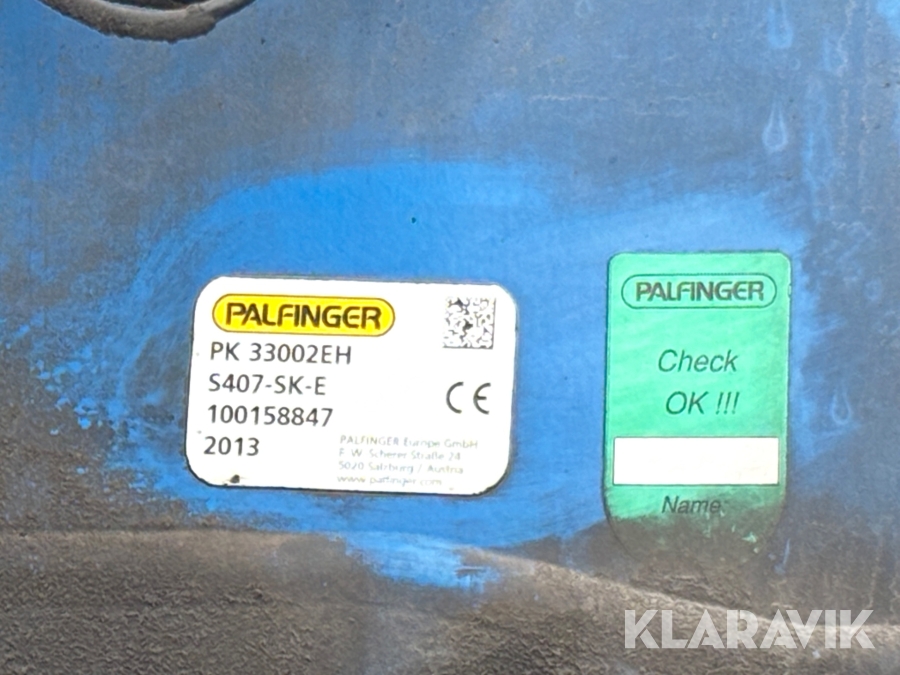 PALFINGER
PK 33002EH
S407-SK-E
100158847
2013
CE
PALFINGER Europe GmbH
F. W. Scherer Straße 24
5020 Salzburg / Austria
www.palfinger.com
PALFINGER
Check
OK !!!
Name:
KLARAVIK